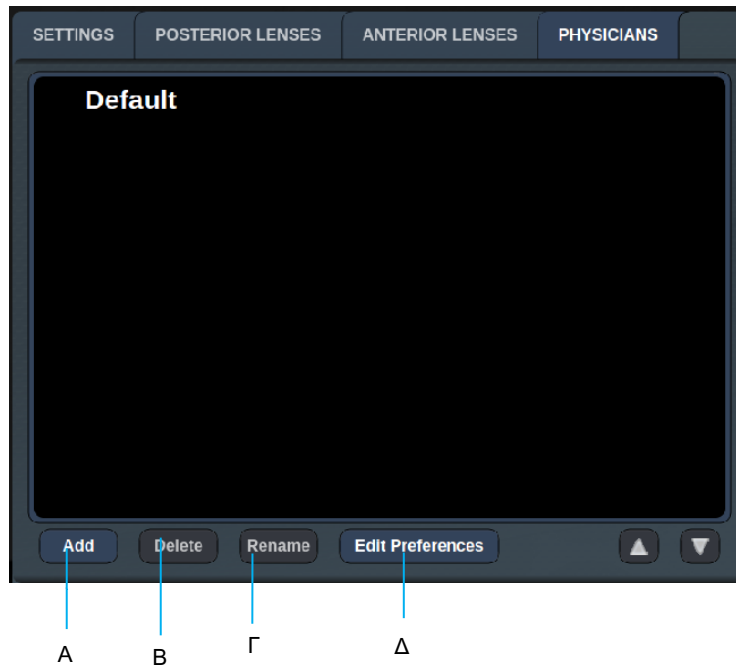 SETTINGS POSTERIOR LENSES ANTERIOR LENSES PHYSICIANS
Default
Add Delete Rename Edit Preferences
Α Β Γ Δ